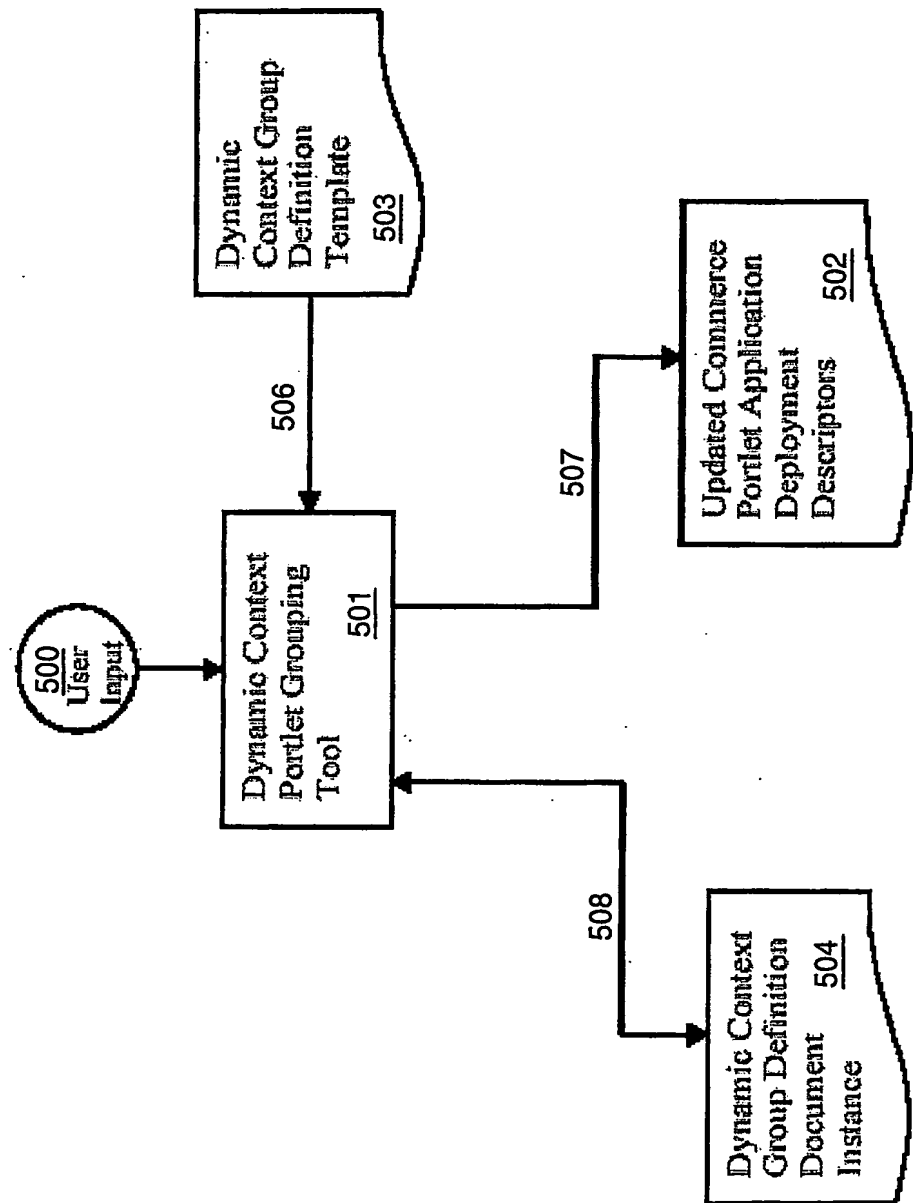 500
User
Input
Dynamic Context
Portlet Grouping
Tool
501
506
Dynamic
Context Group
Definition
Template
503
508
507
Dynamic Context
Group Definition
Document
504
Instance
Updated Commerce
Portlet Application
Deployment
502
Descriptors